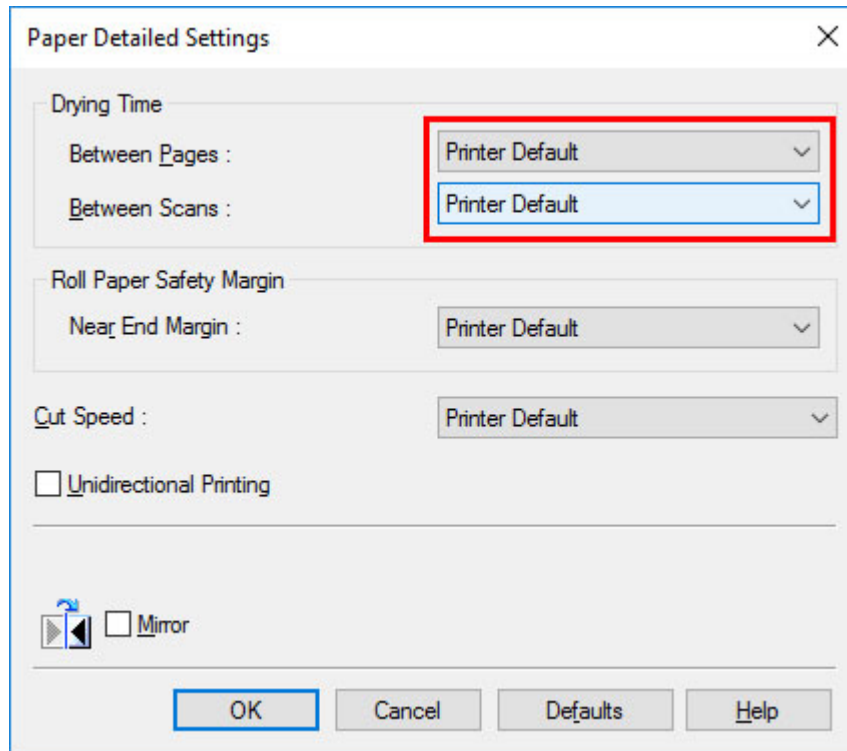 Paper Detailed Settings
Drying Time
Between Pages : Printer Default
Between Scans : Printer Default
Roll Paper Safety Margin
Near End Margin : Printer Default
Cut Speed : Printer Default
Unidirectional Printing
Mirror
OK Cancel Defaults Help